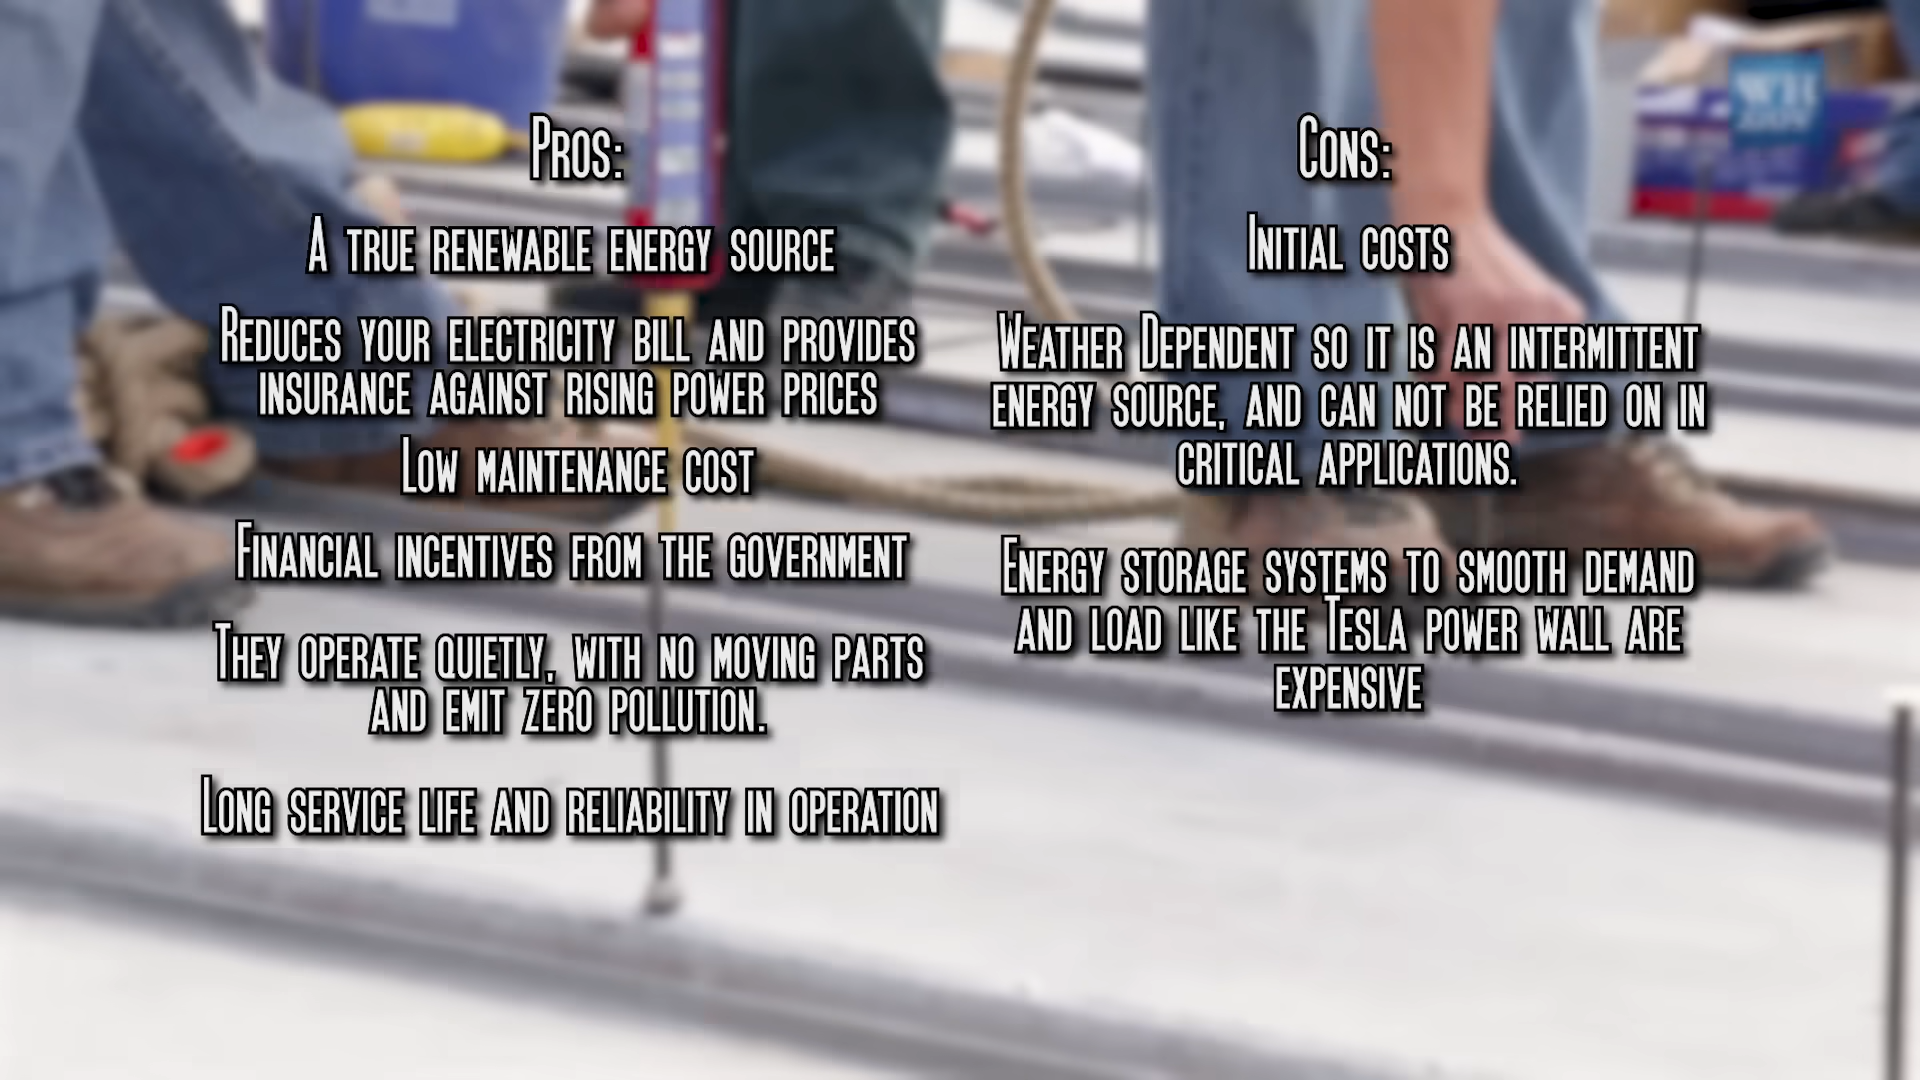 Pros:
A true renewable energy source
Reduces your electricity bill and provides
insurance against rising power prices
Low maintenance cost
Financial incentives from the government
They operate quietly, with no moving parts
and emit zero pollution.
Long service life and reliability in operation
Cons:
Initial costs
Weather Dependent so it is an intermittent
energy source, and can not be relied on in
critical applications.
Energy storage systems to smooth demand
and load like the Tesla power wall are
expensive